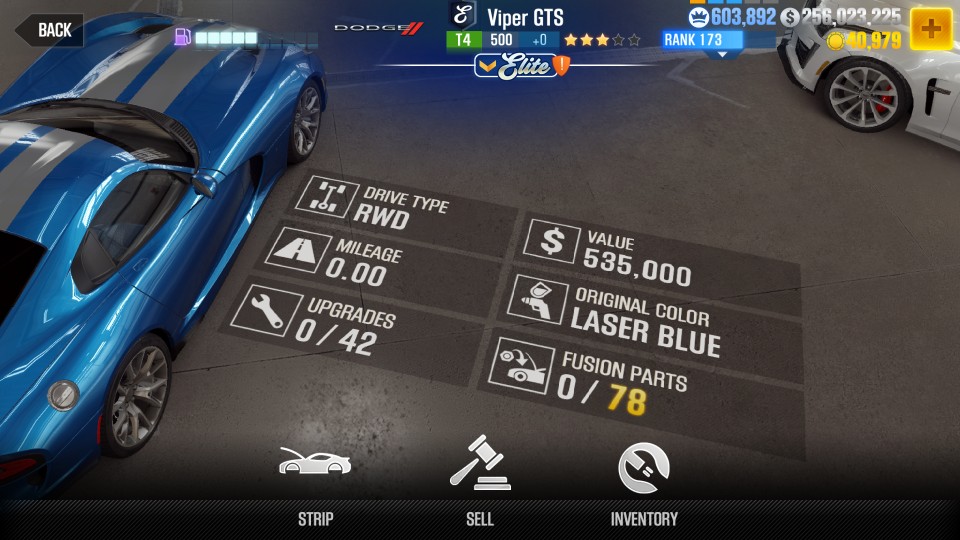 BACK
DODGE
Viper GTS
603,892
256,023,225
T4 500 +0
RANK 173
40,979
Elite
DRIVE TYPE
RWD
MILEAGE
0.00
UPGRADES
0 / 42
VALUE
535,000
ORIGINAL COLOR
LASER BLUE
FUSION PARTS
0 / 78
STRIP
SELL
INVENTORY